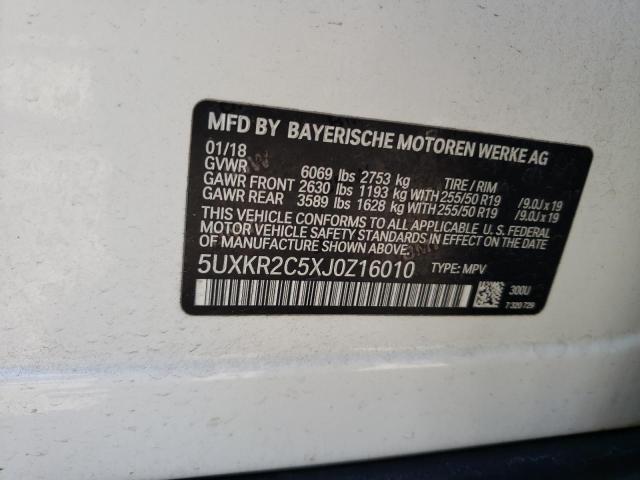 MFD BY BAYERISCHE MOTOREN WERKE AG
01/18
GVWR 6069 lbs 2753 kg TIRE / RIM
GAWR FRONT 2630 lbs 1193 kg WITH 255/50 R19 /9.0J x 19
GAWR REAR 3589 lbs 1628 kg WITH 255/50 R19 /9.0J x 19
THIS VEHICLE CONFORMS TO ALL APPLICABLE U.S. FEDERAL
MOTOR VEHICLE SAFETY STANDARDS IN EFFECT ON
THE DATE OF MANUFACTURE SHOWN ABOVE.
5UXKR2C5XJ0Z16010 TYPE: MPV
300U
7 320 729